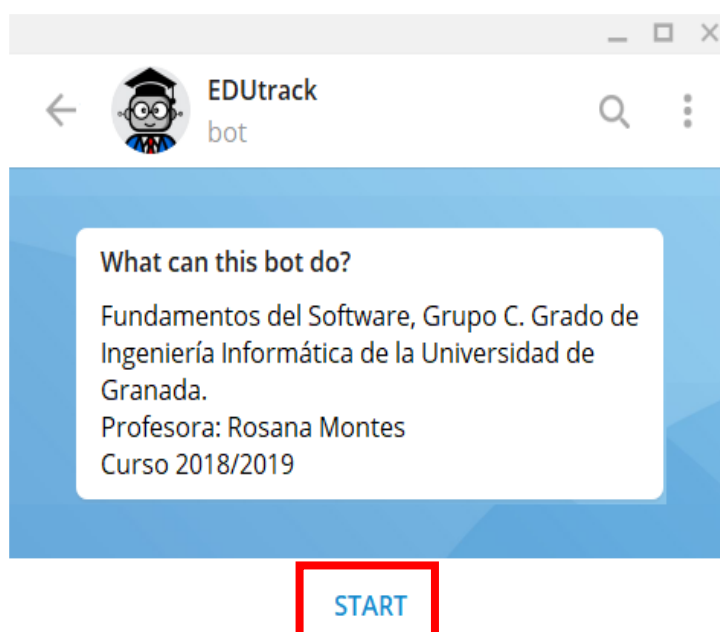 EDUtrack
bot
What can this bot do?
Fundamentos del Software, Grupo C. Grado de
Ingeniería Informática de la Universidad de
Granada.
Profesora: Rosana Montes
Curso 2018/2019
START